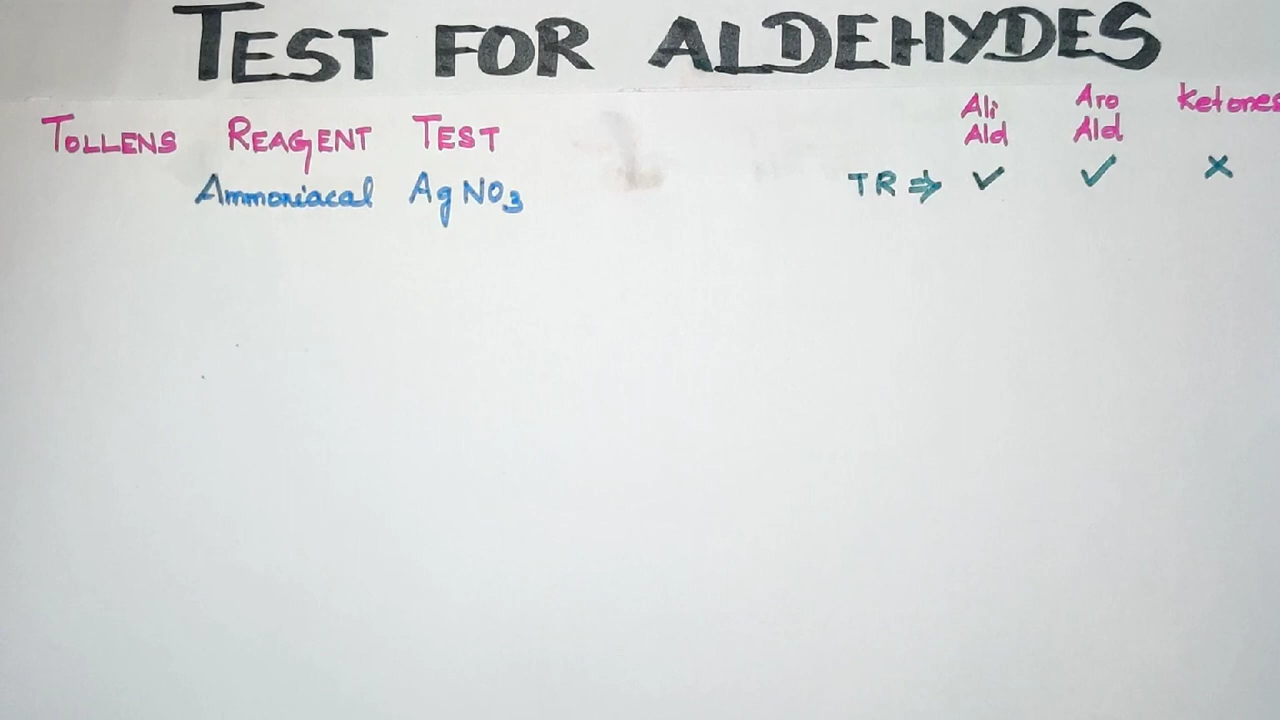 TEST FOR ALDEHYDES
TOLLENS REAGENT TEST
Ammoniacal AgNO3
Ali Ald
Aro Ald
Ketones
TR ⇒ ✓ ✓ ×